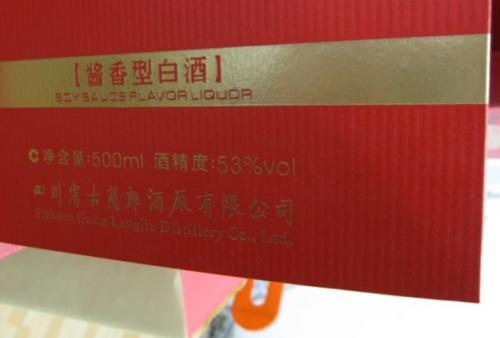 【酱香型白酒】
SOY SAUCE FLAVOR LIQUOR
C 净含量:500ml 酒精度:53%vol
四川省古蔺郎酒厰有限公司
Sichuan Gulin Langjiu Distillery Co., Ltd.